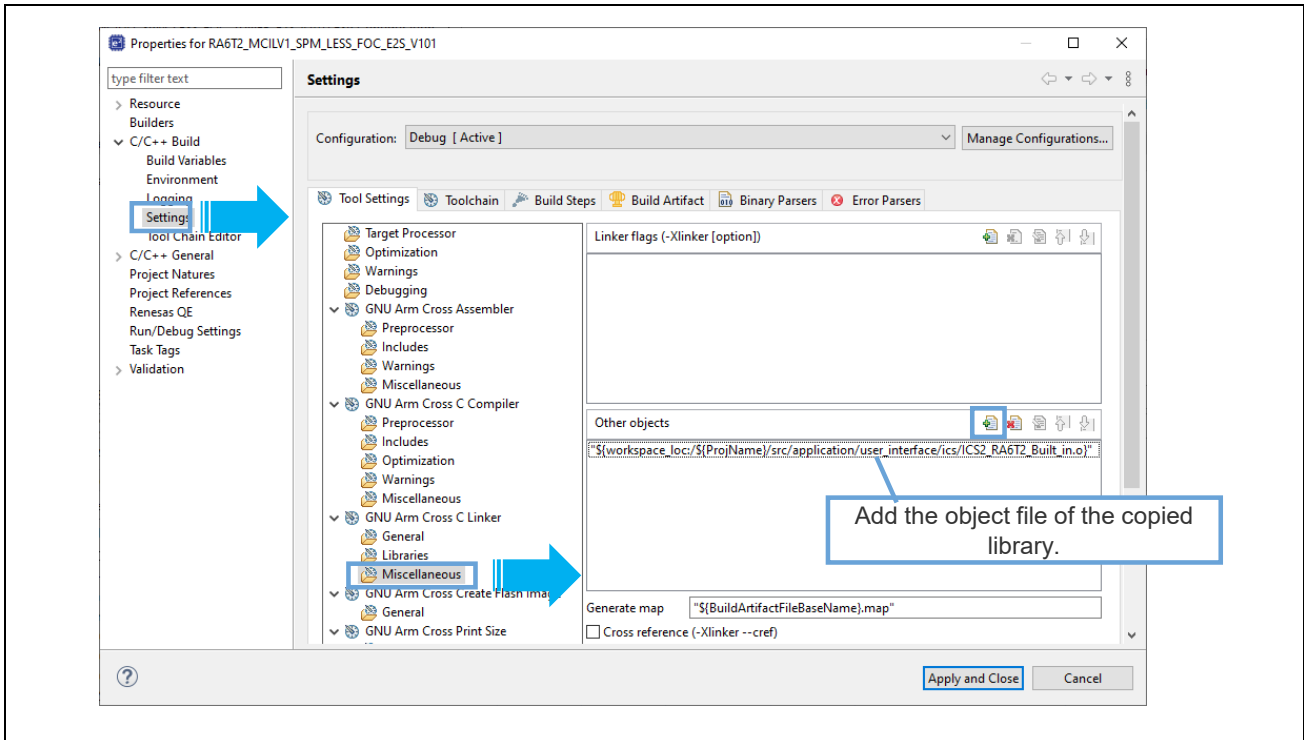 Properties for RA6T2_MCILV1_SPM_LESS_FOC_E2S_V101
type filter text
Resource
Builders
C/C++ Build
Build Variables
Environment
Logging
Settings
Tool Chain Editor
C/C++ General
Project Natures
Project References
Renesas QE
Run/Debug Settings
Task Tags
Validation
Settings
Configuration: Debug [ Active ] Manage Configurations...
Tool Settings Toolchain Build Steps Build Artifact Binary Parsers Error Parsers
Target Processor
Optimization
Warnings
Debugging
GNU Arm Cross Assembler
Preprocessor
Includes
Warnings
Miscellaneous
GNU Arm Cross C Compiler
Preprocessor
Includes
Optimization
Warnings
Miscellaneous
GNU Arm Cross C Linker
General
Libraries
Miscellaneous
GNU Arm Cross Create Flash Image
General
GNU Arm Cross Print Size
Linker flags (-Xlinker [option])
Other objects
"${workspace_loc:/${ProjName}/src/application/user_interface/ics/ICS2_RA6T2_Built_in.o}"
Add the object file of the copied
library.
Generate map "${BuildArtifactFileBaseName}.map"
Cross reference (-Xlinker --cref)
Apply and Close Cancel